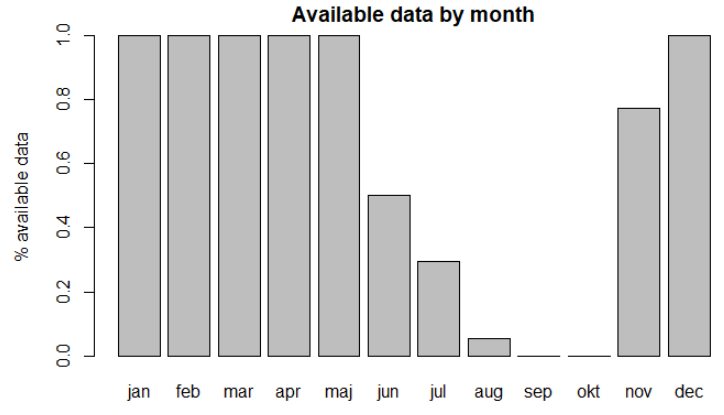 Available data by month
% available data
1.0
0.8
0.6
0.4
0.2
0.0
jan feb mar apr maj jun jul aug sep okt nov dec